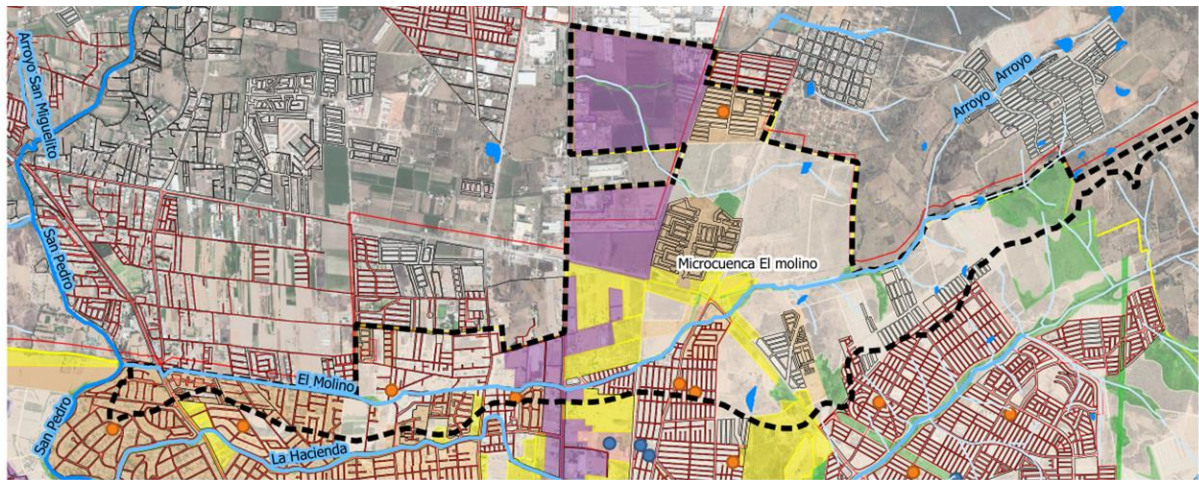 Arroyo San Miguelito
Arroyo
Arroyo
San Pedro
Microcuenca El molino
El Molino
San Pedro
La Hacienda